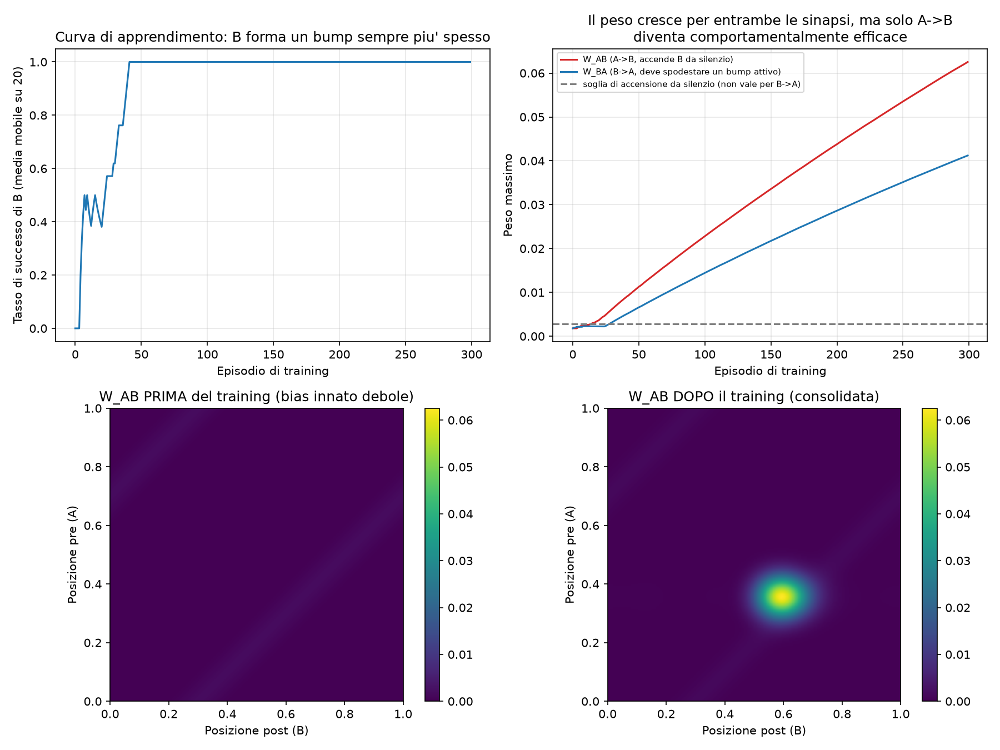 Curva di apprendimento: B forma un bump sempre piu' spesso
Tasso di successo di B (media mobile su 20)
1.0
0.8
0.6
0.4
0.2
0.0
0 50 100 150 200 250 300
Episodio di training
Il peso cresce per entrambe le sinapsi, ma solo A->B
diventa comportamentalmente efficace
W_AB (A->B, accende B da silenzio)
W_BA (B->A, deve spodestare un bump attivo)
soglia di accensione da silenzio (non vale per B->A)
Peso massimo
0.06
0.05
0.04
0.03
0.02
0.01
0.00
0 50 100 150 200 250 300
Episodio di training
W_AB PRIMA del training (bias innato debole)
Posizione pre (A)
1.0
0.8
0.6
0.4
0.2
0.0
0.0 0.2 0.4 0.6 0.8 1.0
Posizione post (B)
0.06
0.05
0.04
0.03
0.02
0.01
0.00
W_AB DOPO il training (consolidata)
Posizione pre (A)
1.0
0.8
0.6
0.4
0.2
0.0
0.0 0.2 0.4 0.6 0.8 1.0
Posizione post (B)
0.06
0.05
0.04
0.03
0.02
0.01
0.00